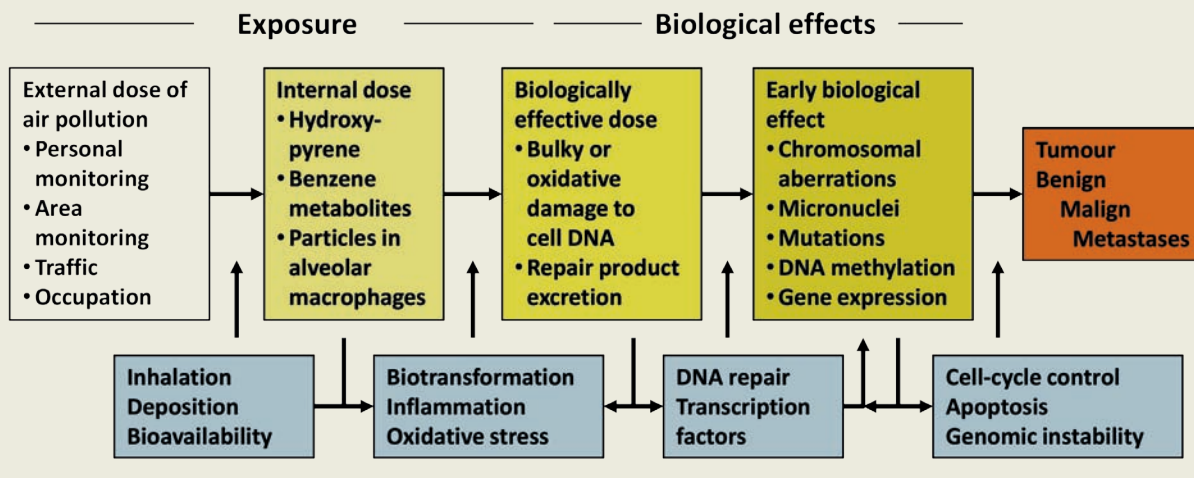 Exposure
Biological effects
External dose of
air pollution
• Personal
monitoring
• Area
monitoring
• Traffic
• Occupation
Internal dose
• Hydroxy-
pyrene
• Benzene
metabolites
• Particles in
alveolar
macrophages
Biologically
effective dose
• Bulky or
oxidative
damage to
cell DNA
• Repair product
excretion
Early biological
effect
• Chromosomal
aberrations
• Micronuclei
• Mutations
• DNA methylation
• Gene expression
Tumour
Benign
Malign
Metastases
Inhalation
Deposition
Bioavailability
Biotransformation
Inflammation
Oxidative stress
DNA repair
Transcription
factors
Cell-cycle control
Apoptosis
Genomic instability